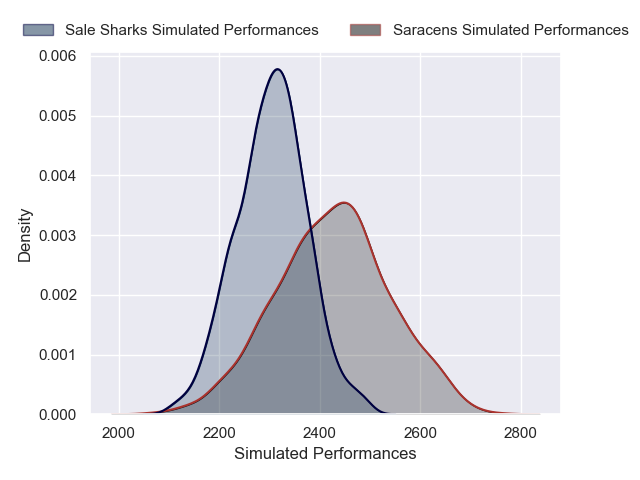 Sale Sharks Simulated Performances Saracens Simulated Performances
0.006
0.005
0.004
0.003
0.002
0.001
0.000
Density
2000 2200 2400 2600 2800
Simulated Performances